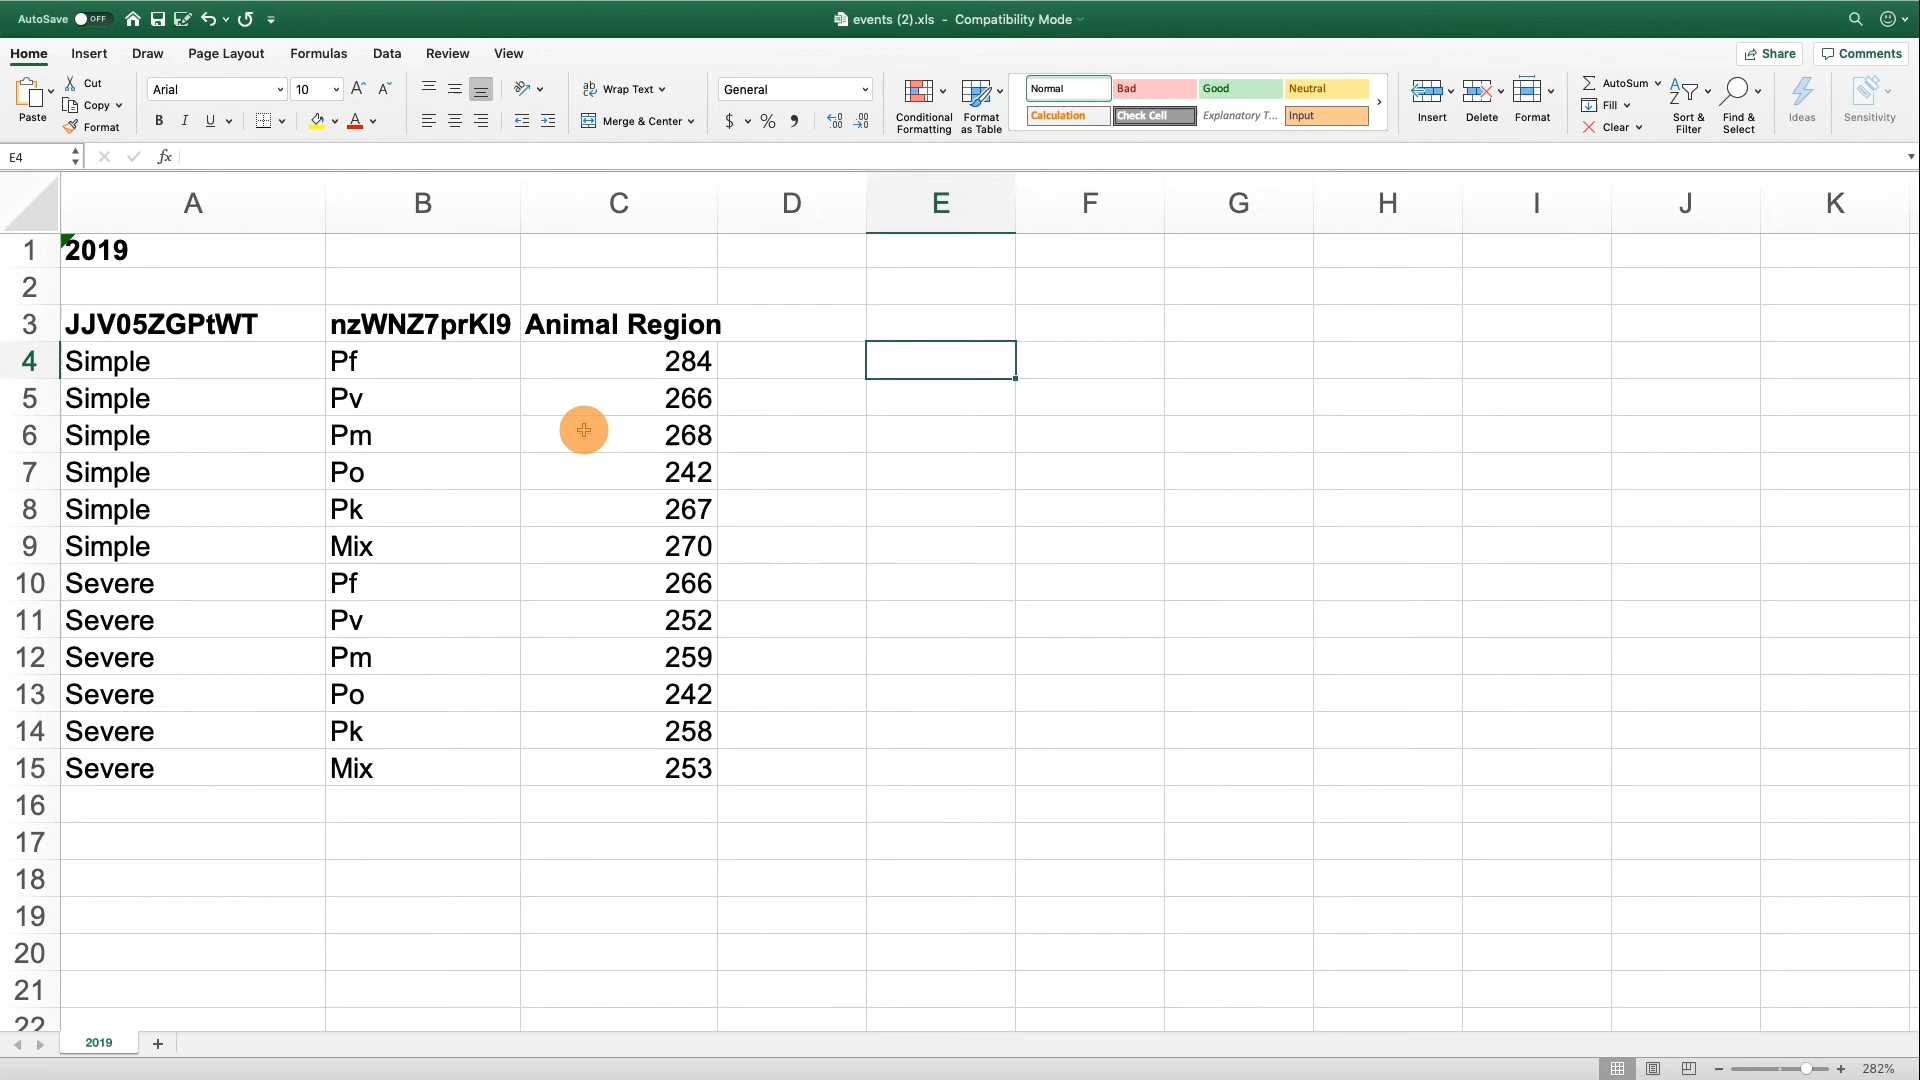 AutoSave OFF
events (2).xls - Compatibility Mode
Home Insert Draw Page Layout Formulas Data Review View
Share Comments
Paste
Cut
Copy
Format
Arial 10
B I U
Wrap Text
Merge & Center
General
$ % 
Conditional Formatting
Format as Table
Normal Bad Good Neutral
Calculation Check Cell Explanatory T... Input
Insert Delete Format
AutoSum
Fill
Clear
Sort & Filter
Find & Select
Ideas
Sensitivity
E4 fx
A B C D E F G H I J K
1 2019
2
3 JJV05ZGPtWT nzWNZ7prKl9 Animal Region
4 Simple Pf 284
5 Simple Pv 266
6 Simple Pm 268
7 Simple Po 242
8 Simple Pk 267
9 Simple Mix 270
10 Severe Pf 266
11 Severe Pv 252
12 Severe Pm 259
13 Severe Po 242
14 Severe Pk 258
15 Severe Mix 253
16
17
18
19
20
21
22
2019
282%